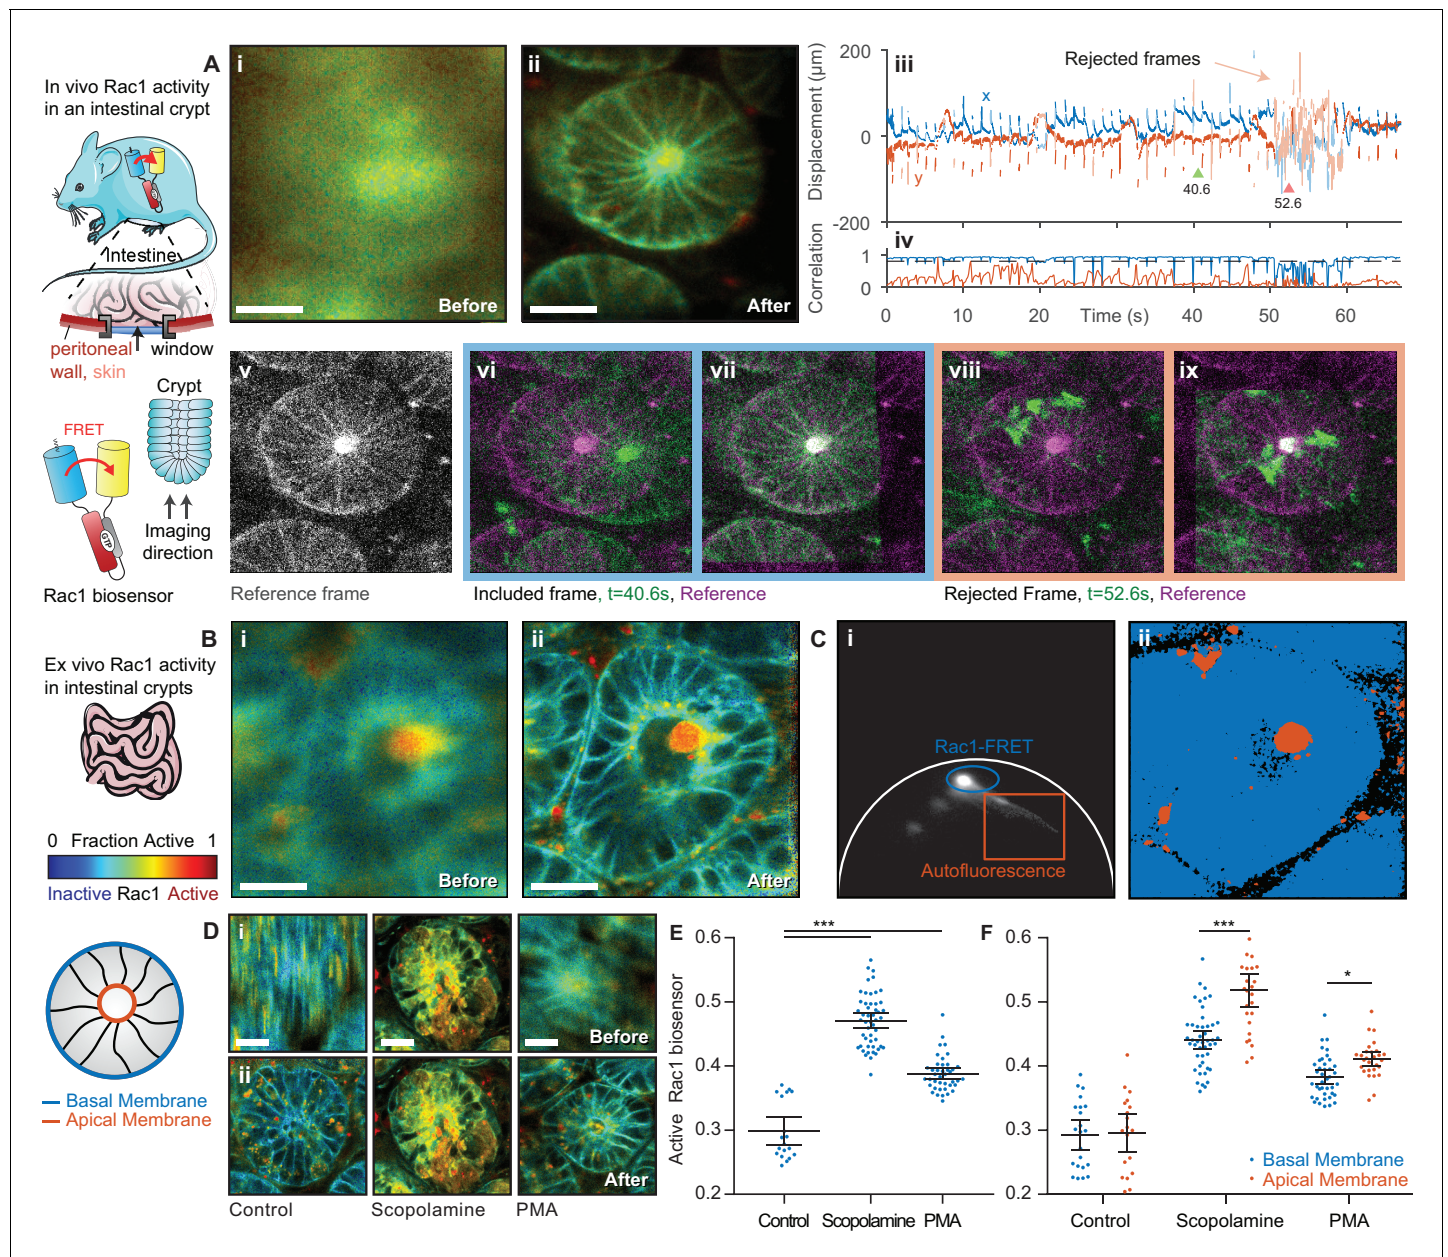 A
In vivo Rac1 activity
in an intestinal crypt
Intestine
peritoneal
wall, skin
window
Crypt
FRET
GTP
Imaging
direction
Rac1 biosensor
i
Before
ii
After
iii
Displacement (µm)
200
0
-200
x
y
Rejected frames
40.6
52.6
iv
Correlation
1
0
0
10
20
Time (s)
40
50
60
v
Reference frame
vi
vii
Included frame, t=40.6s, Reference
viii
ix
Rejected Frame, t=52.6s, Reference
B
Ex vivo Rac1 activity
in intestinal crypts
0 Fraction Active 1
Inactive Rac1 Active
i
Before
ii
After
C
i
Rac1-FRET
Autofluorescence
ii
D
Basal Membrane
Apical Membrane
i
Before
ii
After
Control
Scopolamine
PMA
E
Active Rac1 biosensor
0.6
0.5
0.4
0.3
0.2
***
Control
Scopolamine
PMA
F
0.6
0.5
0.4
0.3
0.2
***
*
Basal Membrane
Apical Membrane
Control
Scopolamine
PMA